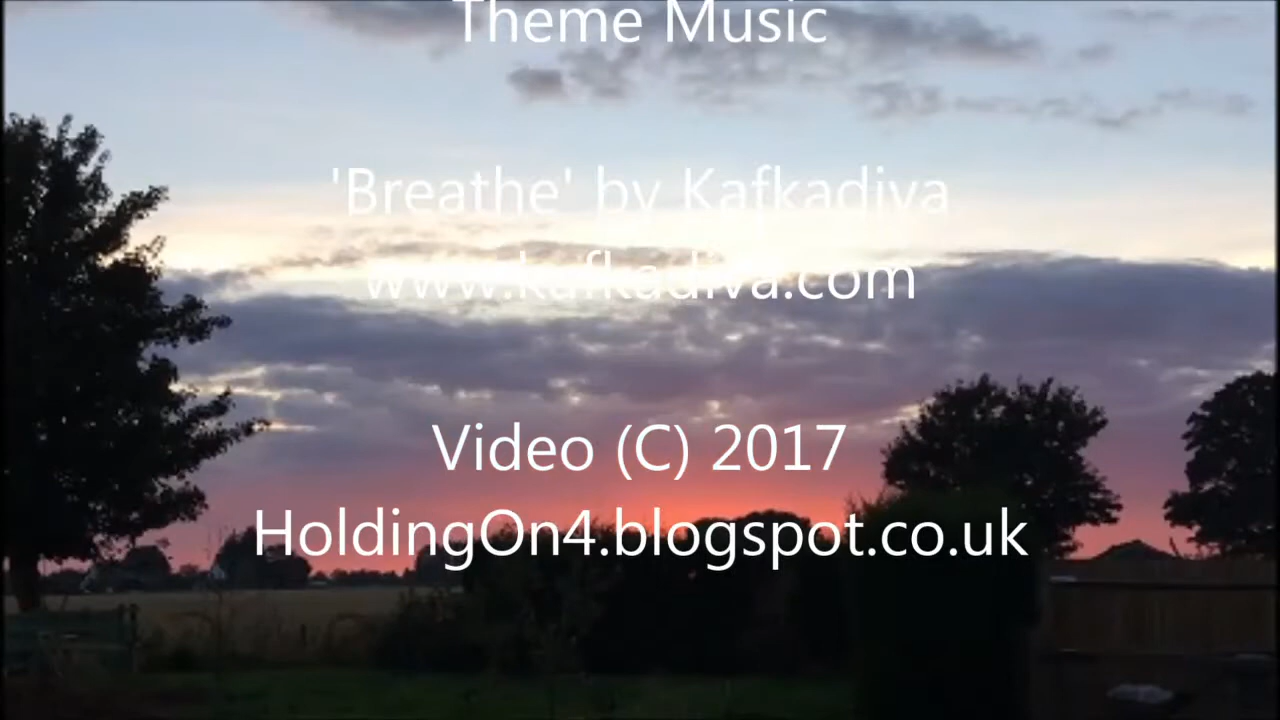 Theme Music
'Breathe' by Kafkadiva
www.kafkadiva.com
Video (C) 2017
HoldingOn4.blogspot.co.uk